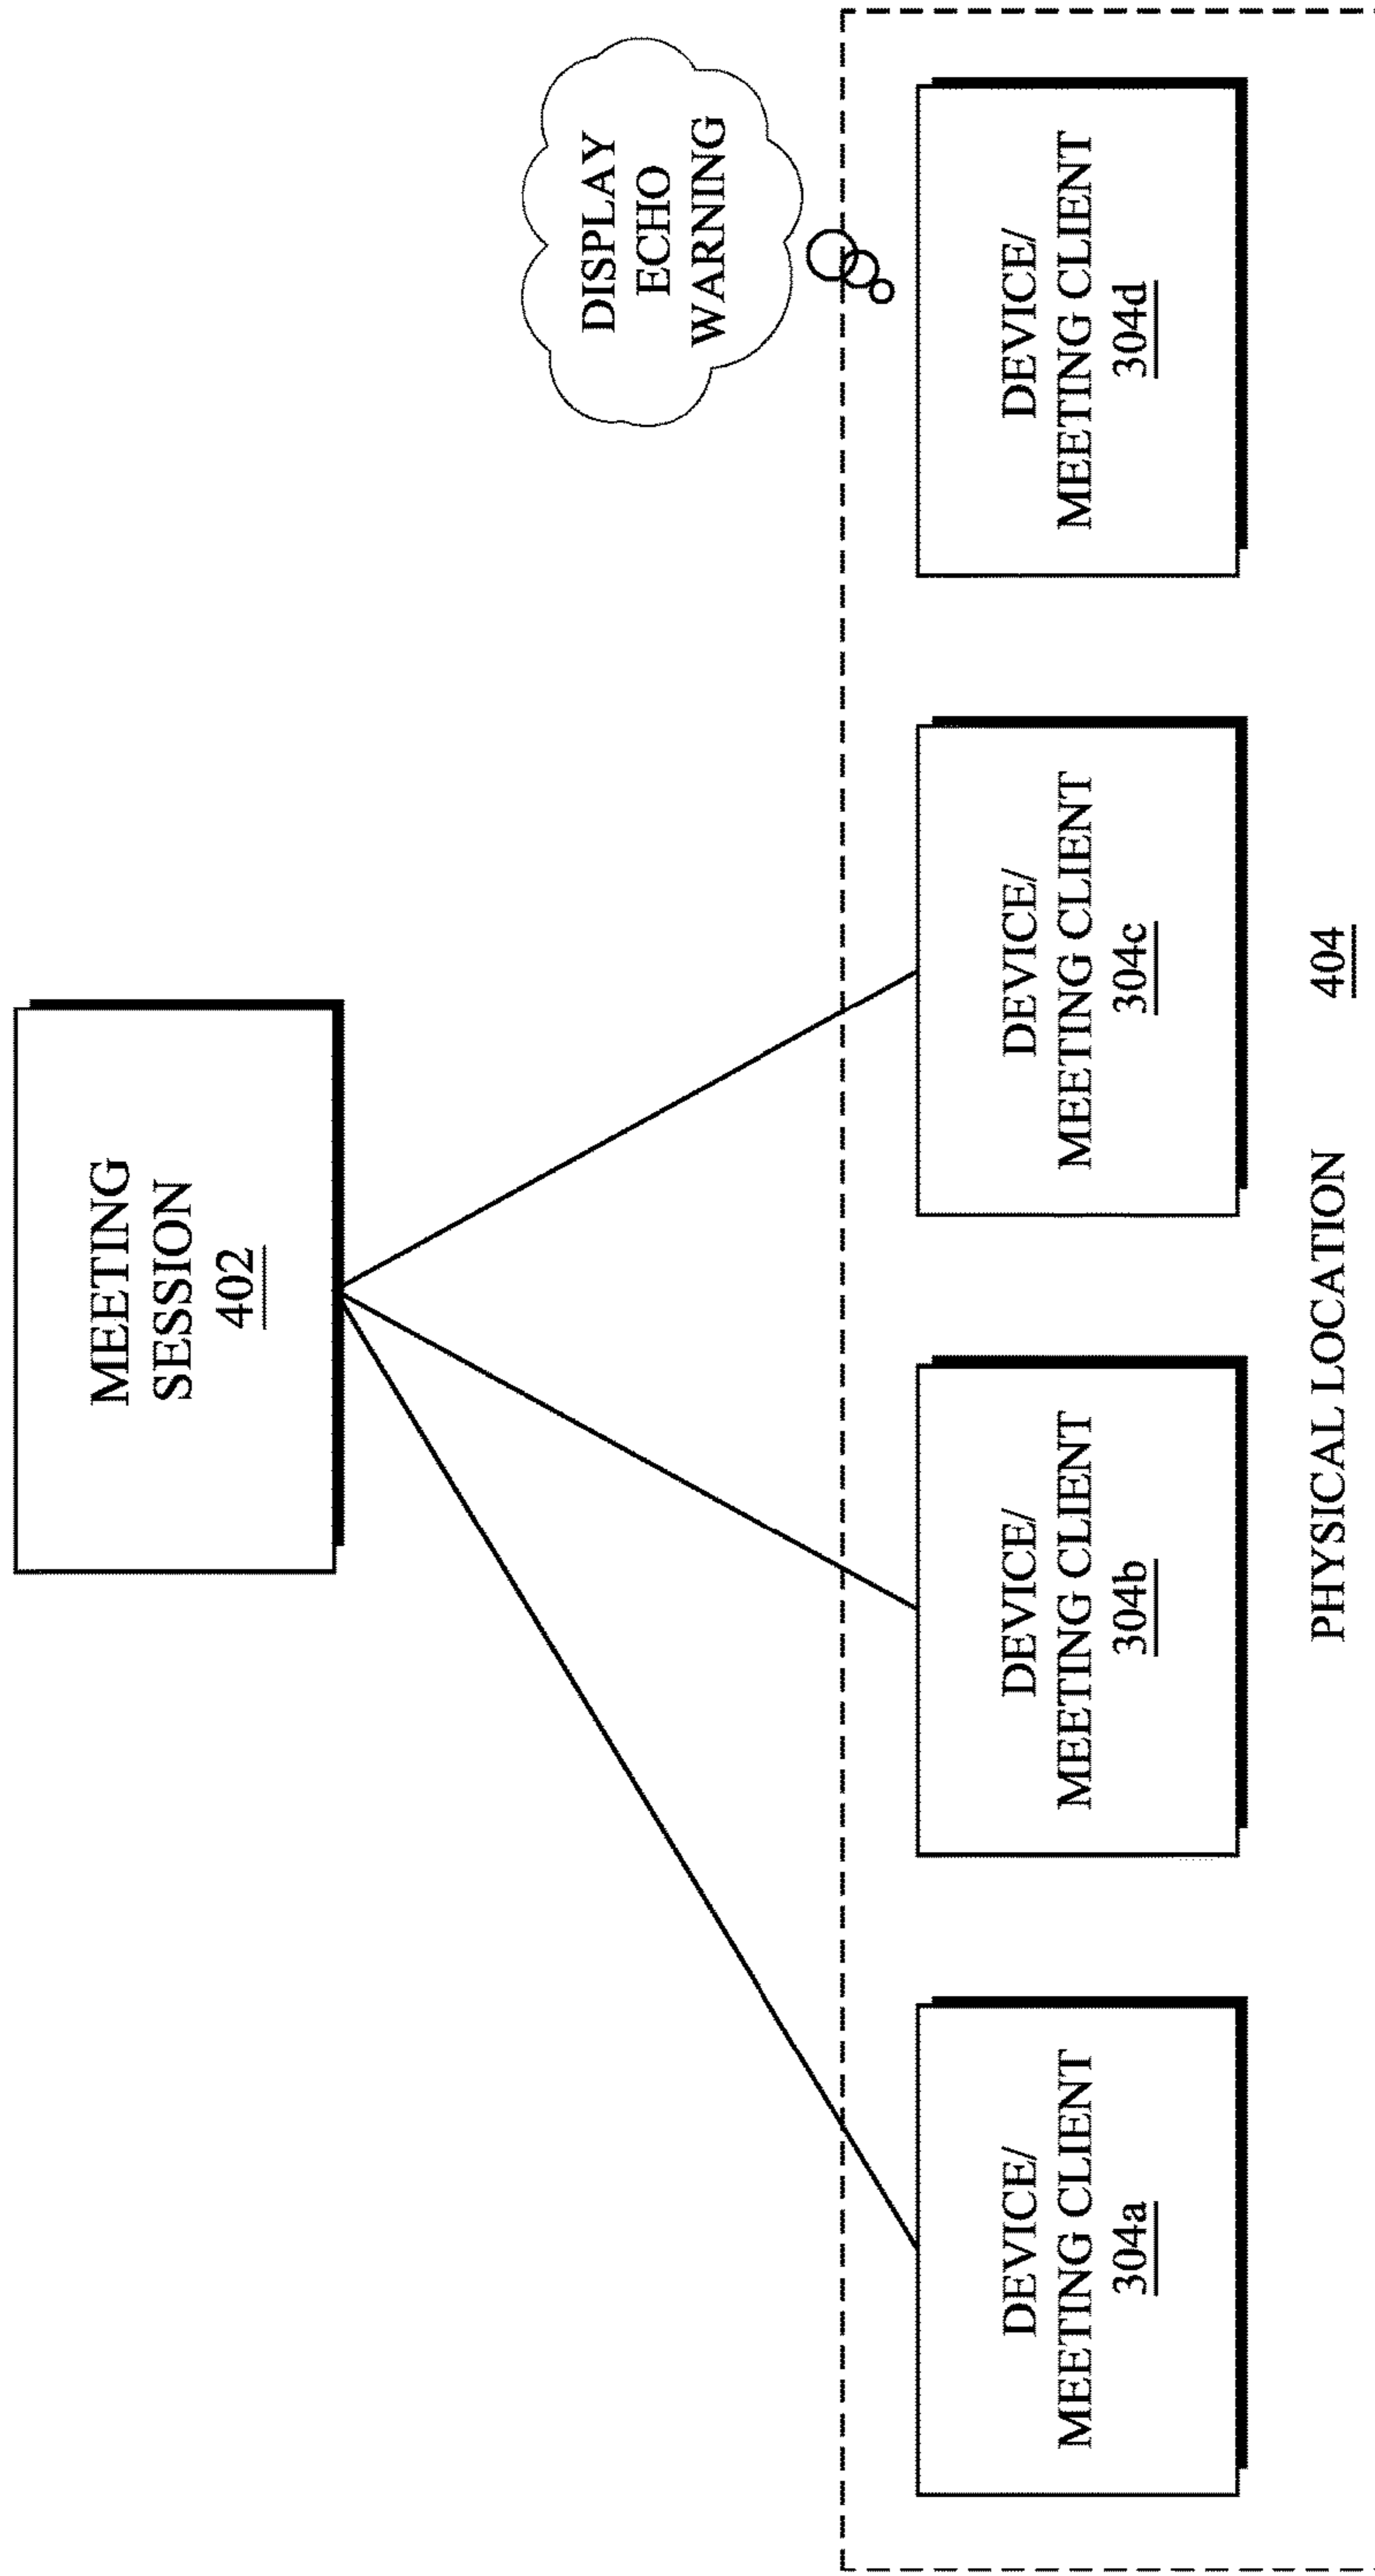 MEETING
SESSION
402
DISPLAY
ECHO
WARNING
DEVICE/
MEETING CLIENT
304a
DEVICE/
MEETING CLIENT
304b
DEVICE/
MEETING CLIENT
304c
DEVICE/
MEETING CLIENT
304d
PHYSICAL LOCATION 404